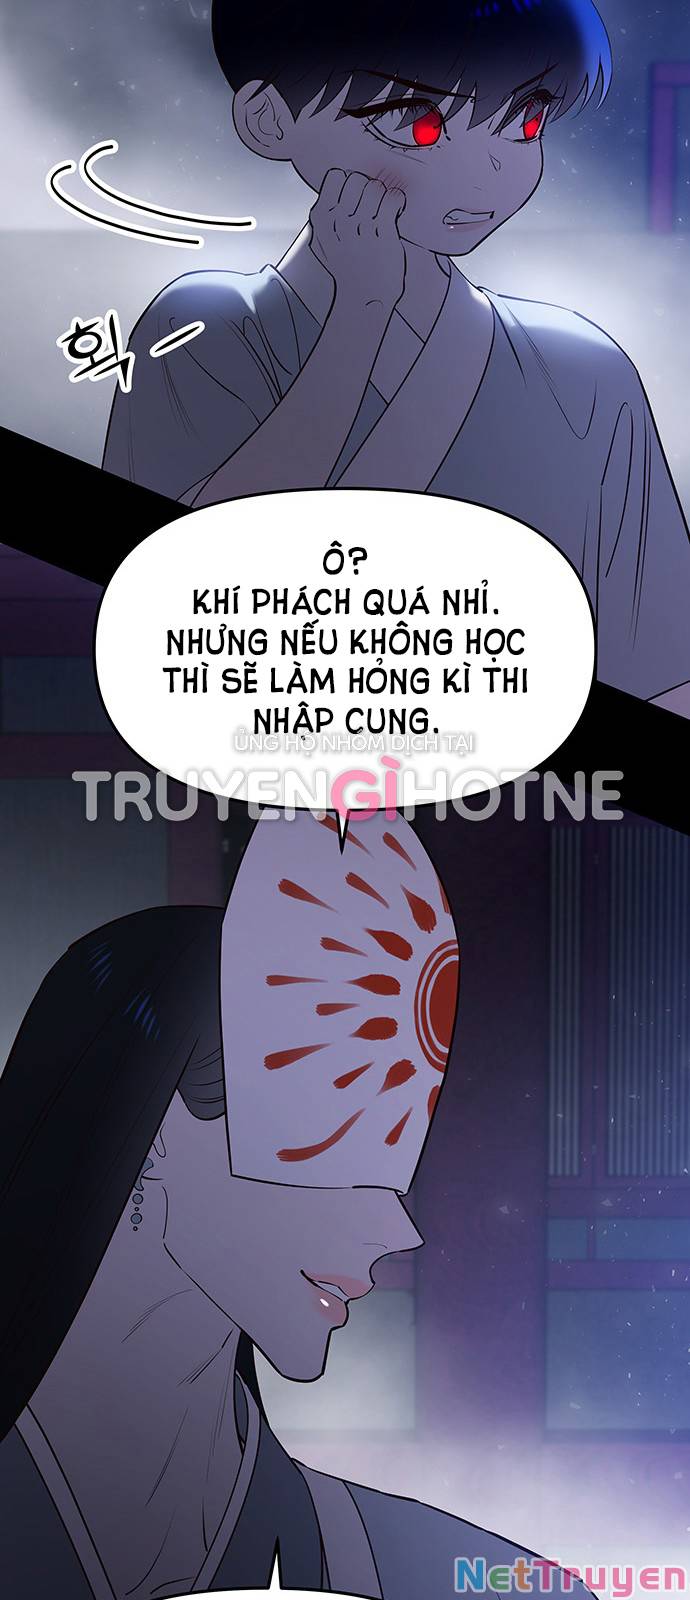 획
Ô?
KHÍ PHÁCH QUÁ NHỈ.
NHƯNG NẾU KHÔNG HỌC
THÌ SẼ LÀM HỎNG KÌ THI
NHẬP CUNG.
ỦNG HỘ NHÓM DỊCH TẠI
TRUYENGIHOTNE
NetTruyen